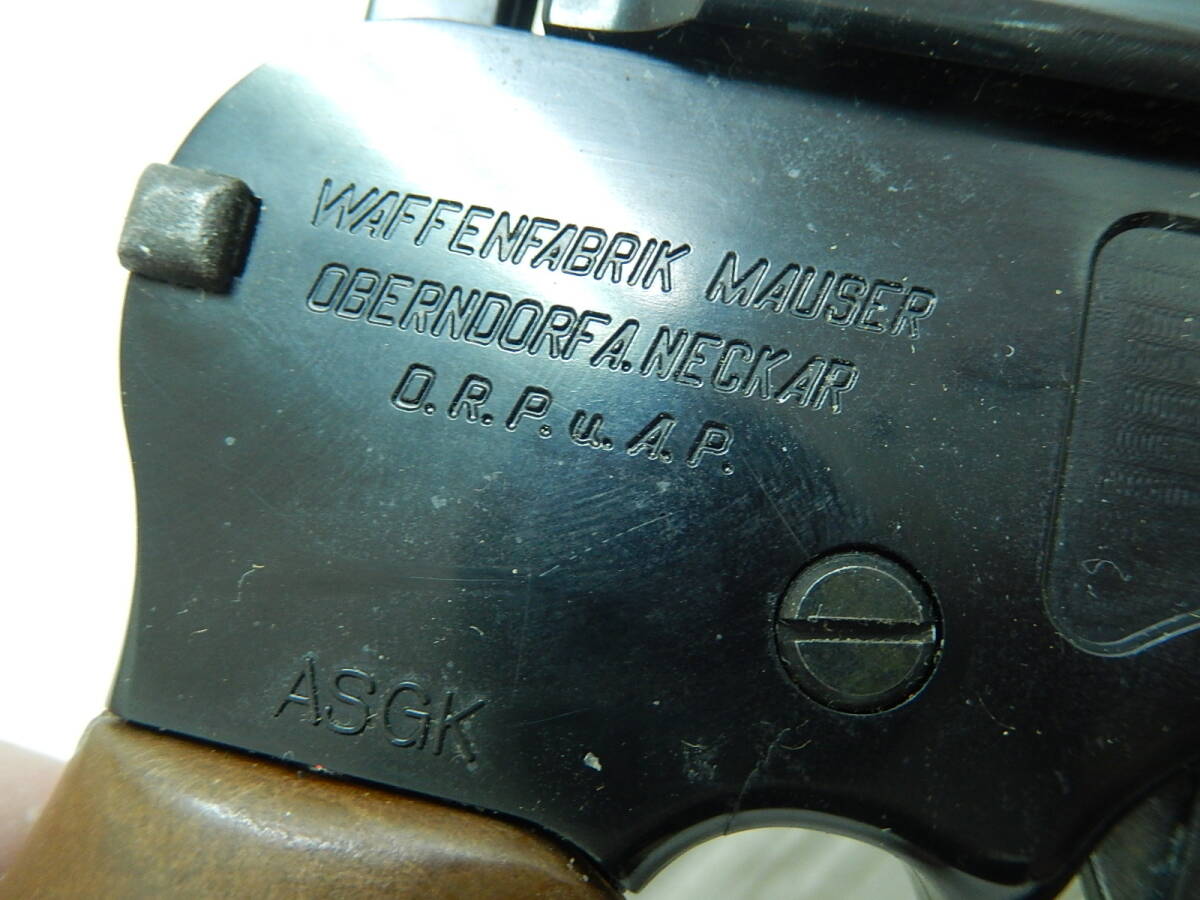 WAFFENFABRIK MAUSER
OBERNDORF A. NECKAR
D. R. P. u. A. P.
ASGK